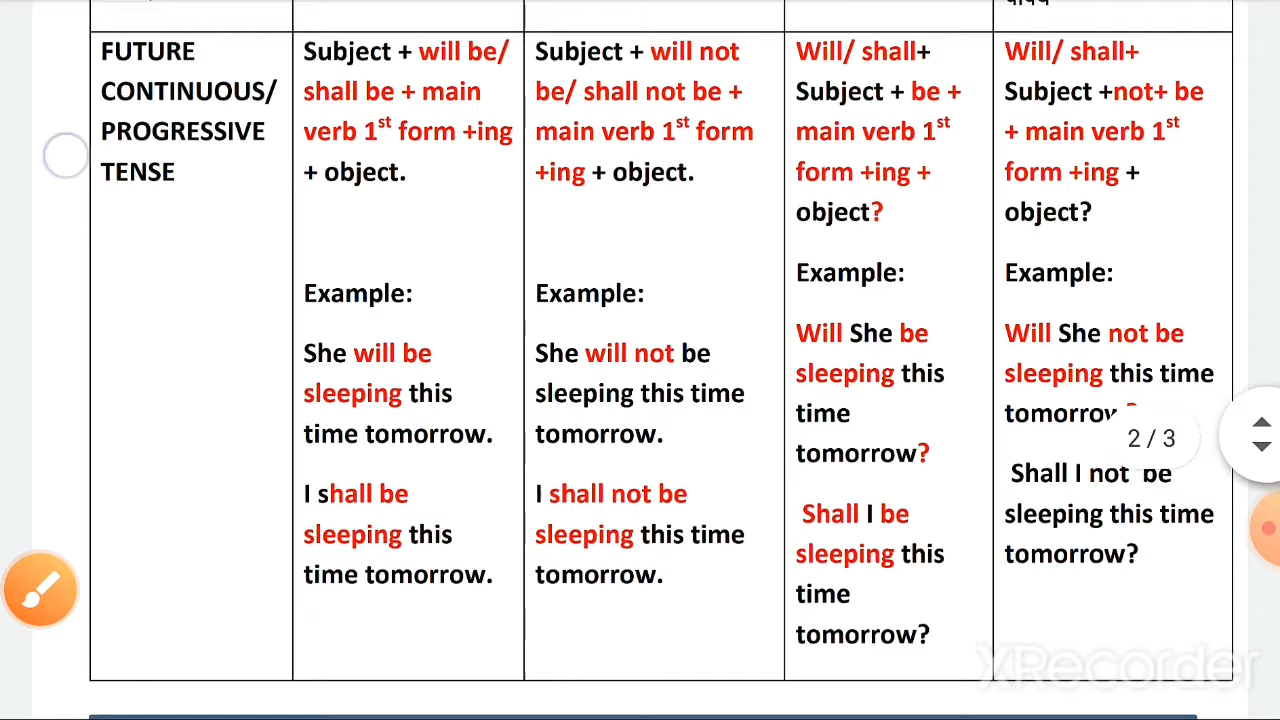 FUTURE
CONTINUOUS/
PROGRESSIVE
TENSE
Subject + will be/
shall be + main
verb 1st form +ing
+ object.
Example:
She will be
sleeping this
time tomorrow.
I shall be
sleeping this
time tomorrow.
Subject + will not
be/ shall not be +
main verb 1st form
+ing + object.
Example:
She will not be
sleeping this time
tomorrow.
I shall not be
sleeping this time
tomorrow.
Will/ shall+
Subject + be +
main verb 1st
form +ing +
object?
Example:
Will She be
sleeping this
time
tomorrow?
Shall I be
sleeping this
time
tomorrow?
Will/ shall+
Subject +not+ be
+ main verb 1st
form +ing +
object?
Example:
Will She not be
sleeping this time
tomorrow?
Shall I not be
sleeping this time
tomorrow?
2 / 3
XRecorder